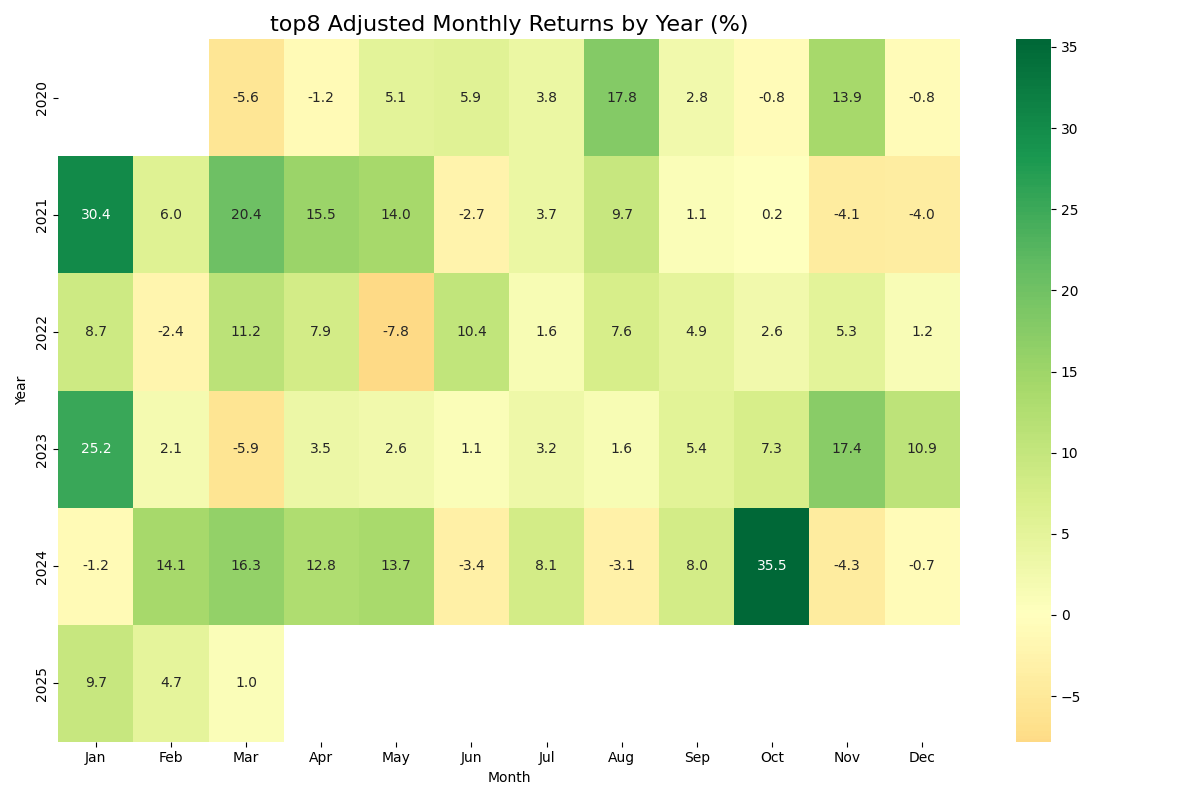 top8 Adjusted Monthly Returns by Year (%)
2020 -5.6 -1.2 5.1 5.9 3.8 17.8 2.8 -0.8 13.9 -0.8
2021 30.4 6.0 20.4 15.5 14.0 -2.7 3.7 9.7 1.1 0.2 -4.1 -4.0
2022 8.7 -2.4 11.2 7.9 -7.8 10.4 1.6 7.6 4.9 2.6 5.3 1.2
Year
2023 25.2 2.1 -5.9 3.5 2.6 1.1 3.2 1.6 5.4 7.3 17.4 10.9
2024 -1.2 14.1 16.3 12.8 13.7 -3.4 8.1 -3.1 8.0 35.5 -4.3 -0.7
2025 9.7 4.7 1.0
Jan Feb Mar Apr May Jun Jul Aug Sep Oct Nov Dec
Month
35
30
25
20
15
10
5
0
−5